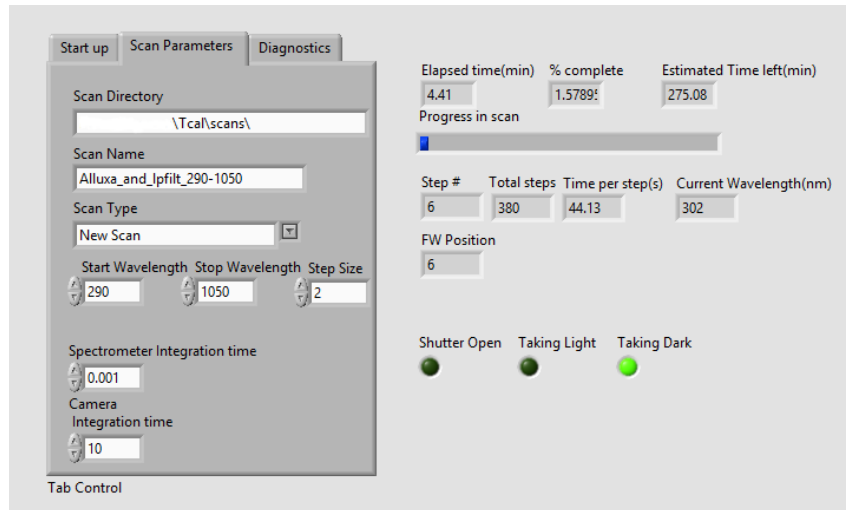 Start up Scan Parameters Diagnostics
Scan Directory
\Tcal\scans\
Scan Name
Alluxa_and_lpfilt_290-1050
Scan Type
New Scan
Start Wavelength Stop Wavelength Step Size
290 1050 2
Spectrometer Integration time
0.001
Camera
Integration time
10
Tab Control
Elapsed time(min) % complete Estimated Time left(min)
4.41 1.5789 275.08
Progress in scan
Step # Total steps Time per step(s) Current Wavelength(nm)
6 380 44.13 302
FW Position
6
Shutter Open Taking Light Taking Dark